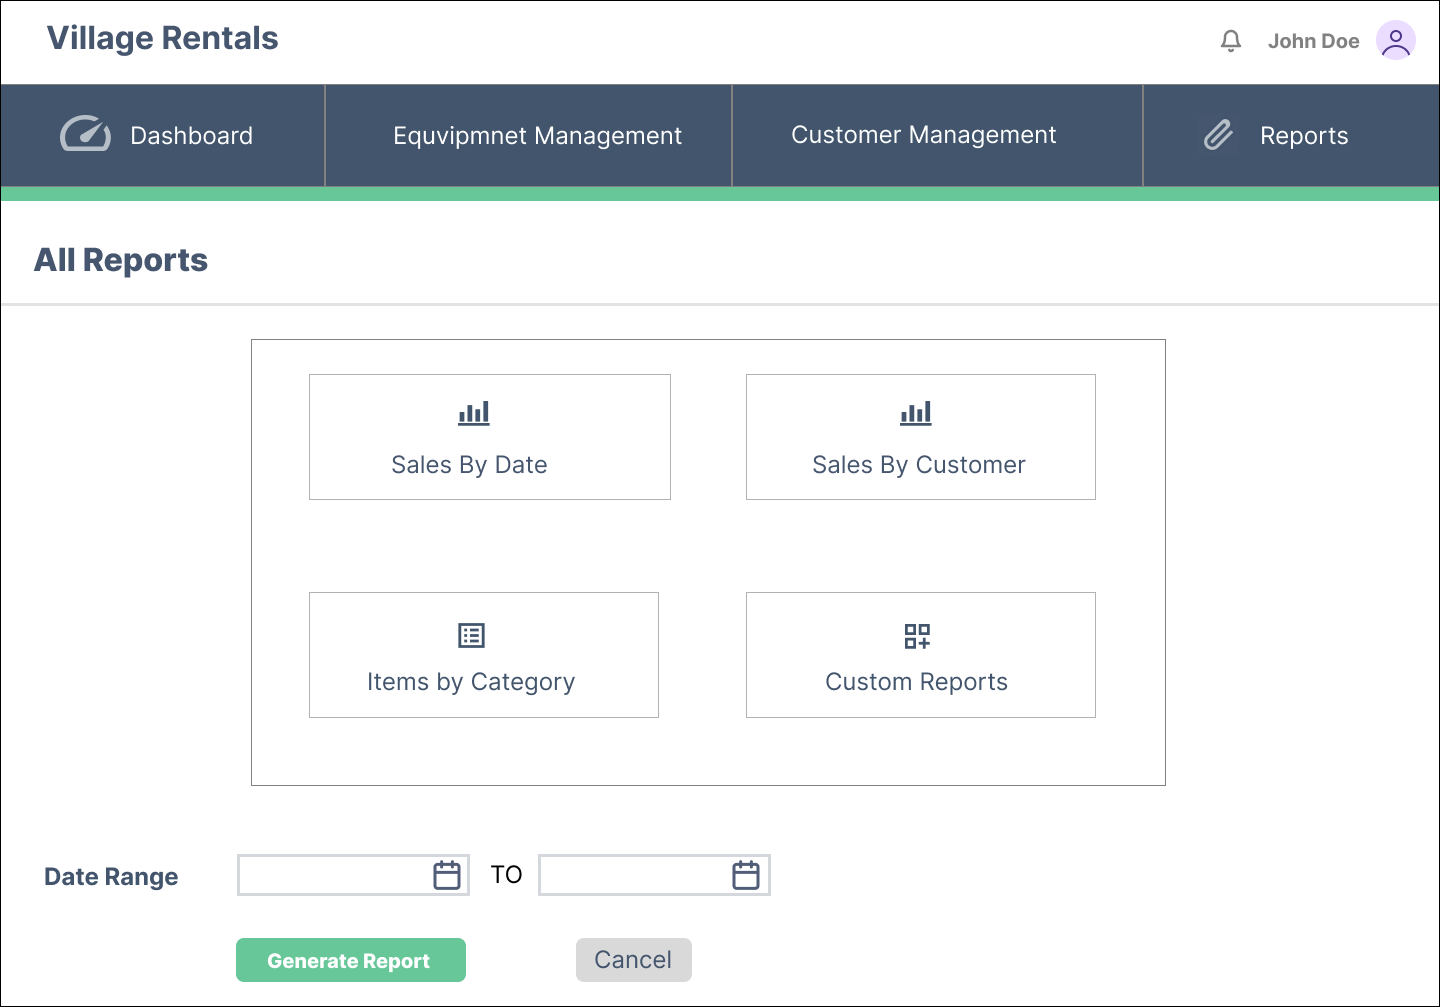 Village Rentals
John Doe
Dashboard
Equvipmnet Management
Customer Management
Reports
All Reports
Sales By Date
Sales By Customer
Items by Category
Custom Reports
Date Range
TO
Generate Report
Cancel